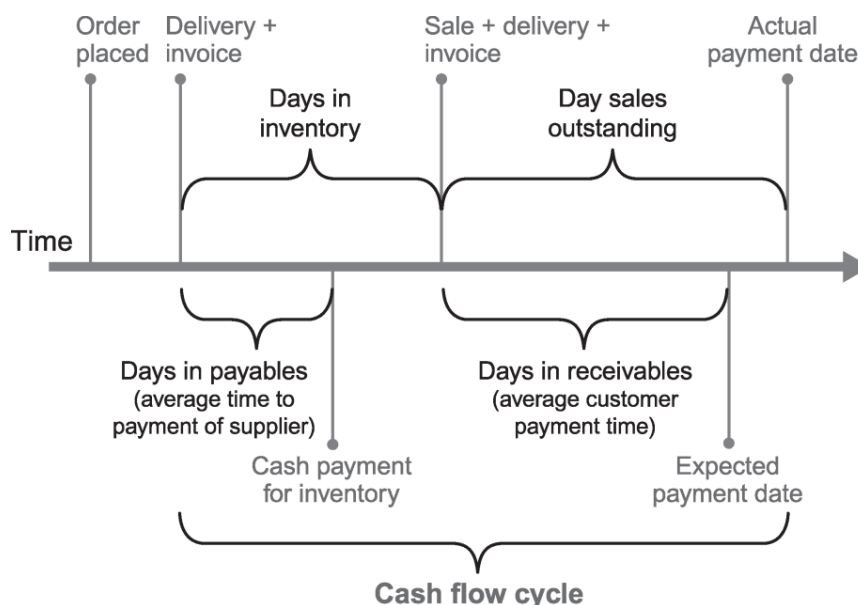 Order
placed
Delivery +
invoice
Sale + delivery +
invoice
Actual
payment date
Days in
inventory
Day sales
outstanding
Time
Days in payables
(average time to
payment of supplier)
Days in receivables
(average customer
payment time)
Cash payment
for inventory
Expected
payment date
Cash flow cycle